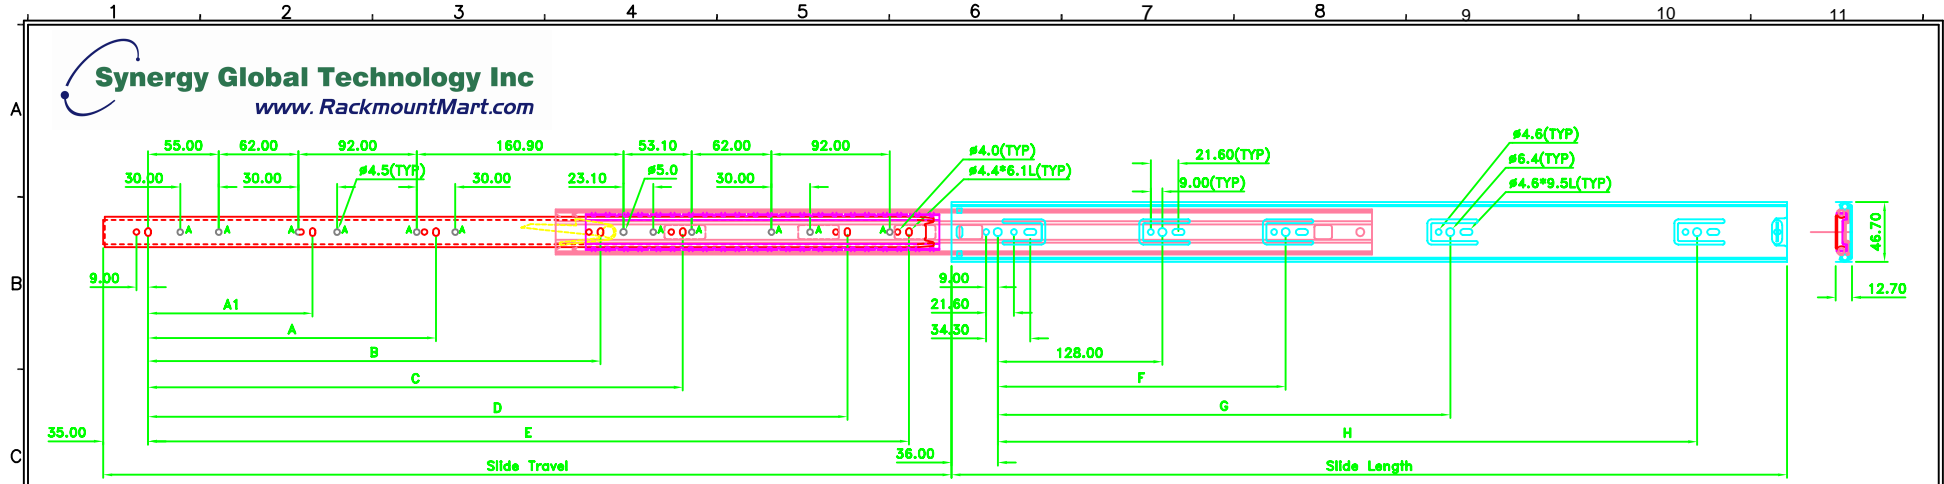 1 2 3 4 5 6 7 8 9 10 11
Synergy Global Technology Inc
www. RackmountMart.com
A
55.00 62.00 92.00 160.90 53.10 62.00 92.00
ø4.0(TYP) 21.60(TYP) ø4.6(TYP)
30.00 30.00 ø4.5(TYP) 30.00 23.10 ø5.0 30.00
ø4.4*6.1L(TYP) 9.00(TYP) ø6.4(TYP)
ø4.6*9.5L(TYP)
A A A A A A A A A A A
46.70
B
9.00 9.00 12.70
A1 21.60
A 34.30
B 128.00
C F
D G
35.00 E H
C
36.00
Slide Travel Slide Length